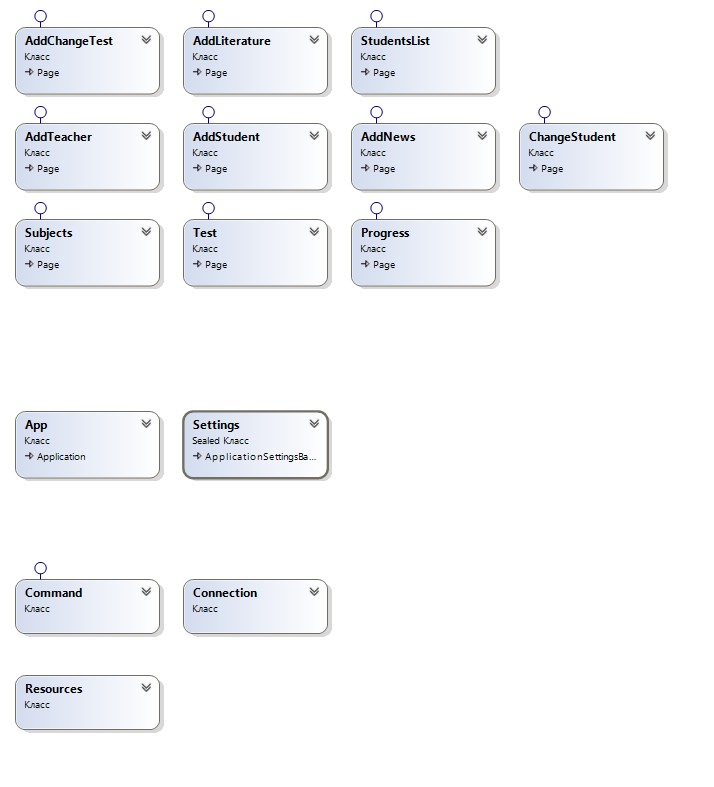 AddChangeTest
Класс
Page
AddLiterature
Класс
Page
StudentsList
Класс
Page
AddTeacher
Класс
Page
AddStudent
Класс
Page
AddNews
Класс
Page
ChangeStudent
Класс
Page
Subjects
Класс
Page
Test
Класс
Page
Progress
Класс
Page
App
Класс
Application
Settings
Sealed Класс
ApplicationSettingsBa...
Command
Класс
Connection
Класс
Resources
Класс